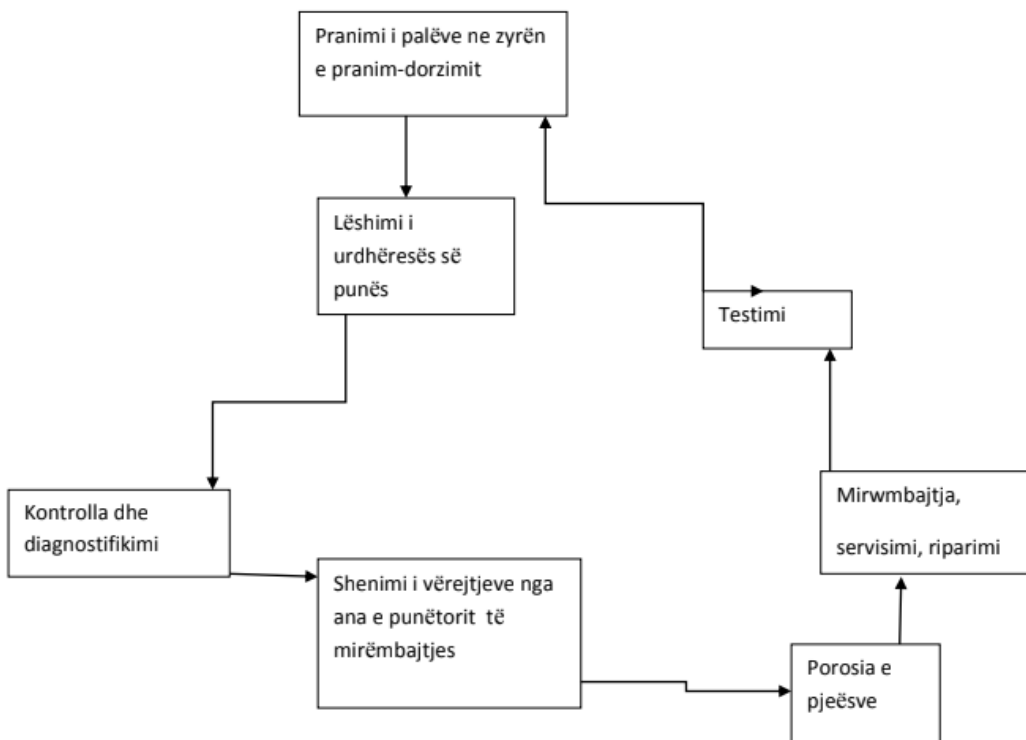 Pranimi i palëve ne zyrën
e pranim-dorzimit
Lëshimi i
urdhëresës së
punës
Testimi
Kontrolla dhe
diagnostifikimi
Mirwmbajtja,
servisimi, riparimi
Shenimi i vërejtjeve nga
ana e punëtorit të
mirëmbajtjes
Porosia e
pjeësve